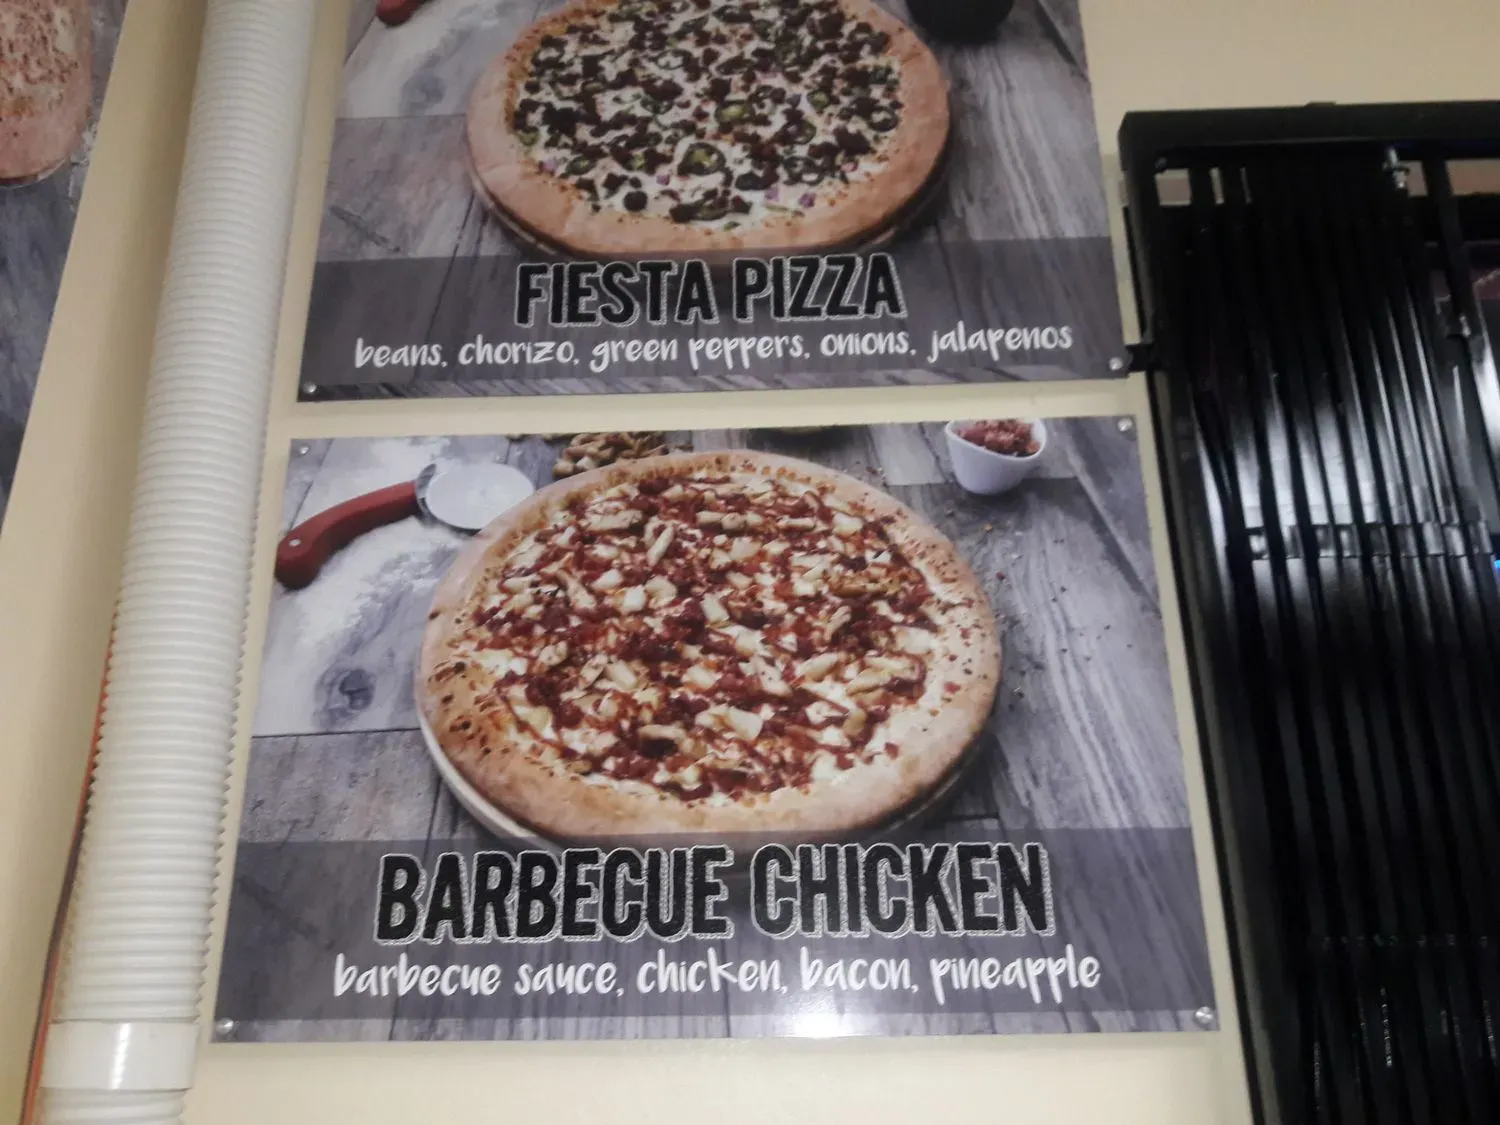 FIESTA PIZZA
beans, chorizo, green peppers, onions, jalapenos
BARBECUE CHICKEN
barbecue sauce, chicken, bacon, pineapple